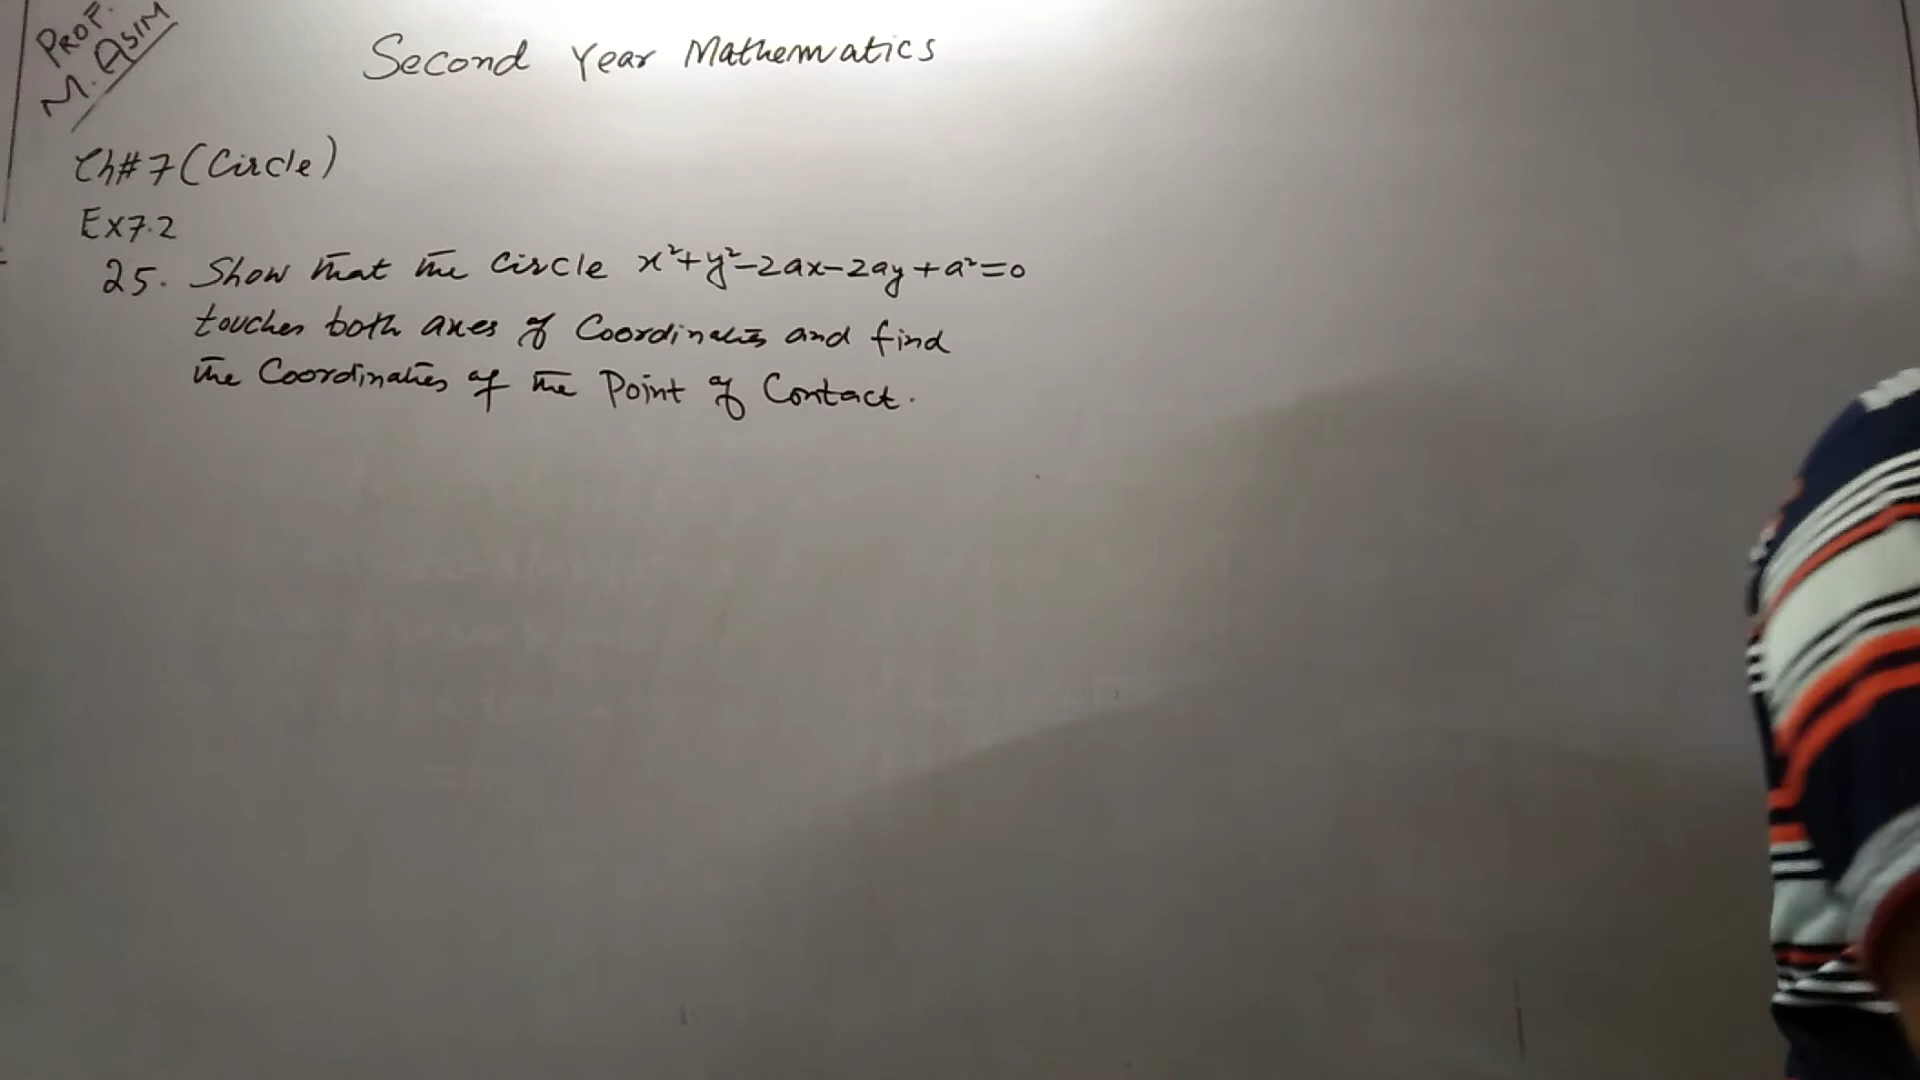 PROF.
M. ASIM
Second Year Mathematics
Ch# 7 (Circle)
Ex7.2
25. Show that the circle x²+y²-2ax-2ay+a²=0
touches both axes of Coordinates and find
the Coordinates of the Point of Contact.